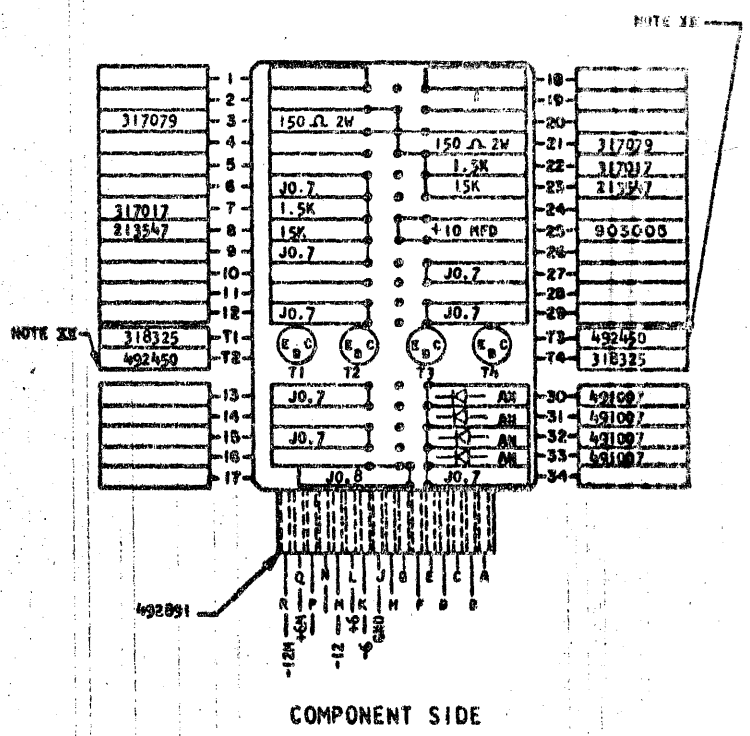 NOTE XII
1 18
2 19
317079 3 150 Ω 2W 20
4 150 Ω 2W 21 317079
5 1.5K 22 317017
6 J0.7 15K 23 213547
317017 7 1.5K 24
213547 8 15K +10 MFD 25
9 J0.7 26
10 J0.7 27
11 28
12 J0.7 J0.7 29
NOTE XII 318325 T1 E B C E B C E B C E B C T3 492450
492450 T2 T1 T2 T3 T4 T4 318325
13 J0.7 30 491007
14 31 491007
15 J0.7 32 491007
16 33 491007
17 J0.8 J0.7 34
Q N L J G E C A
492891 R P M K H F D B
-12M +6M -12 +6 -6 GND
COMPONENT SIDE